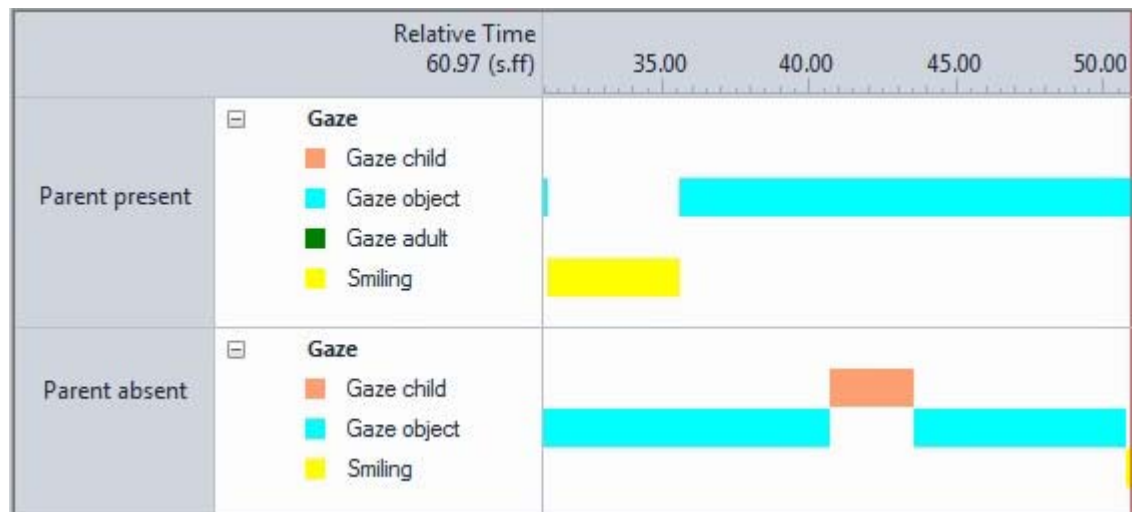 Relative Time
60.97 (s.ff)
35.00 40.00 45.00 50.00
Parent present
Gaze
Gaze child
Gaze object
Gaze adult
Smiling
Parent absent
Gaze
Gaze child
Gaze object
Smiling